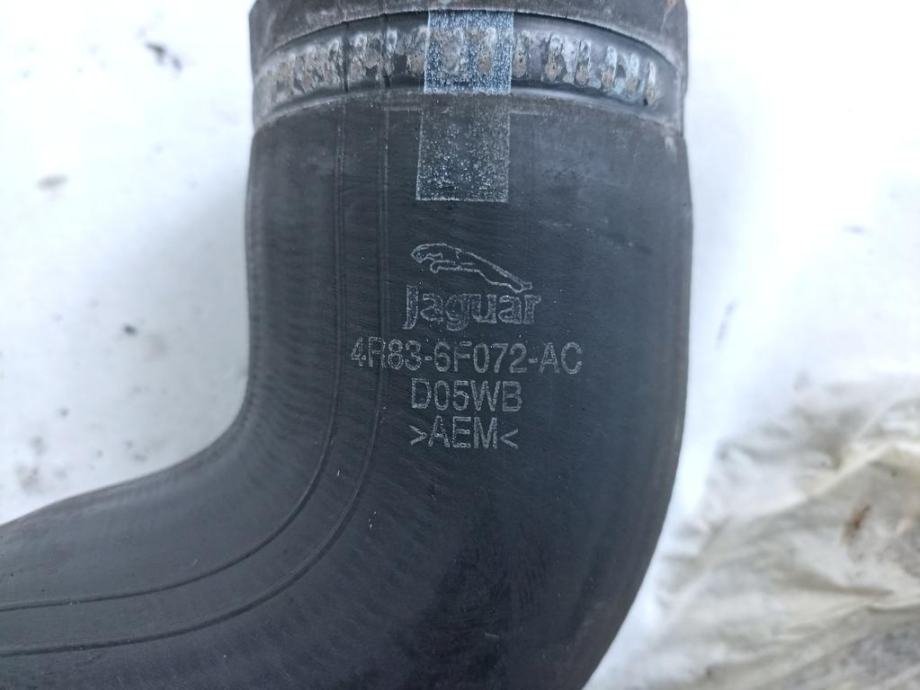 Jaguar
4R83-6F072-AC
D05WB
>AEM<